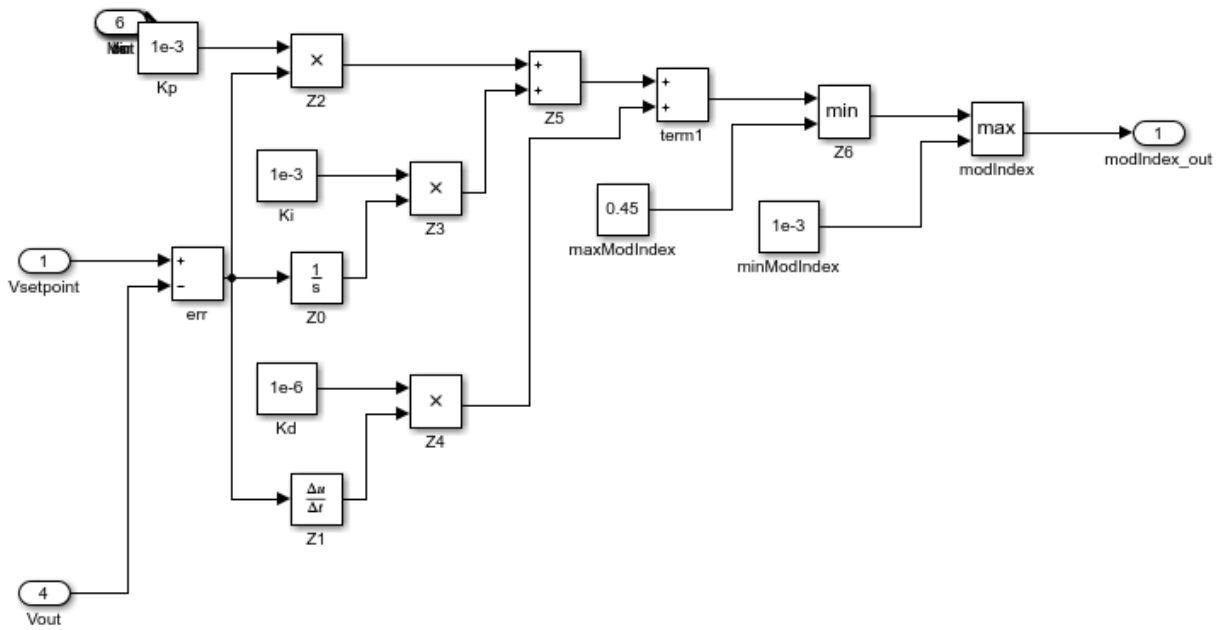 6
1e-3
Kp
×
Z2
+
+
Z5
+
+
term1
min
Z6
max
modIndex
1
modIndex_out
1e-3
Ki
×
Z3
0.45
maxModIndex
1e-3
minModIndex
1
Vsetpoint
+
−
err
1
s
Z0
1e-6
Kd
×
Z4
Δu
Δt
Z1
4
Vout